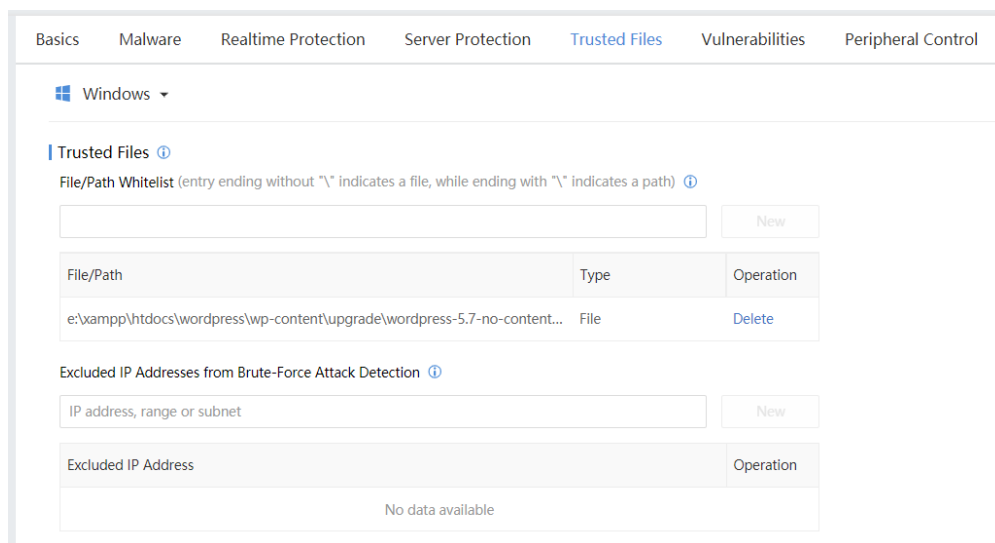 Basics Malware Realtime Protection Server Protection Trusted Files Vulnerabilities Peripheral Control
Windows
Trusted Files
File/Path Whitelist (entry ending without "\" indicates a file, while ending with "\" indicates a path)
New
File/Path Type Operation
e:\xampp\htdocs\wordpress\wp-content\upgrade\wordpress-5.7-no-content... File Delete
Excluded IP Addresses from Brute-Force Attack Detection
IP address, range or subnet New
Excluded IP Address Operation
No data available